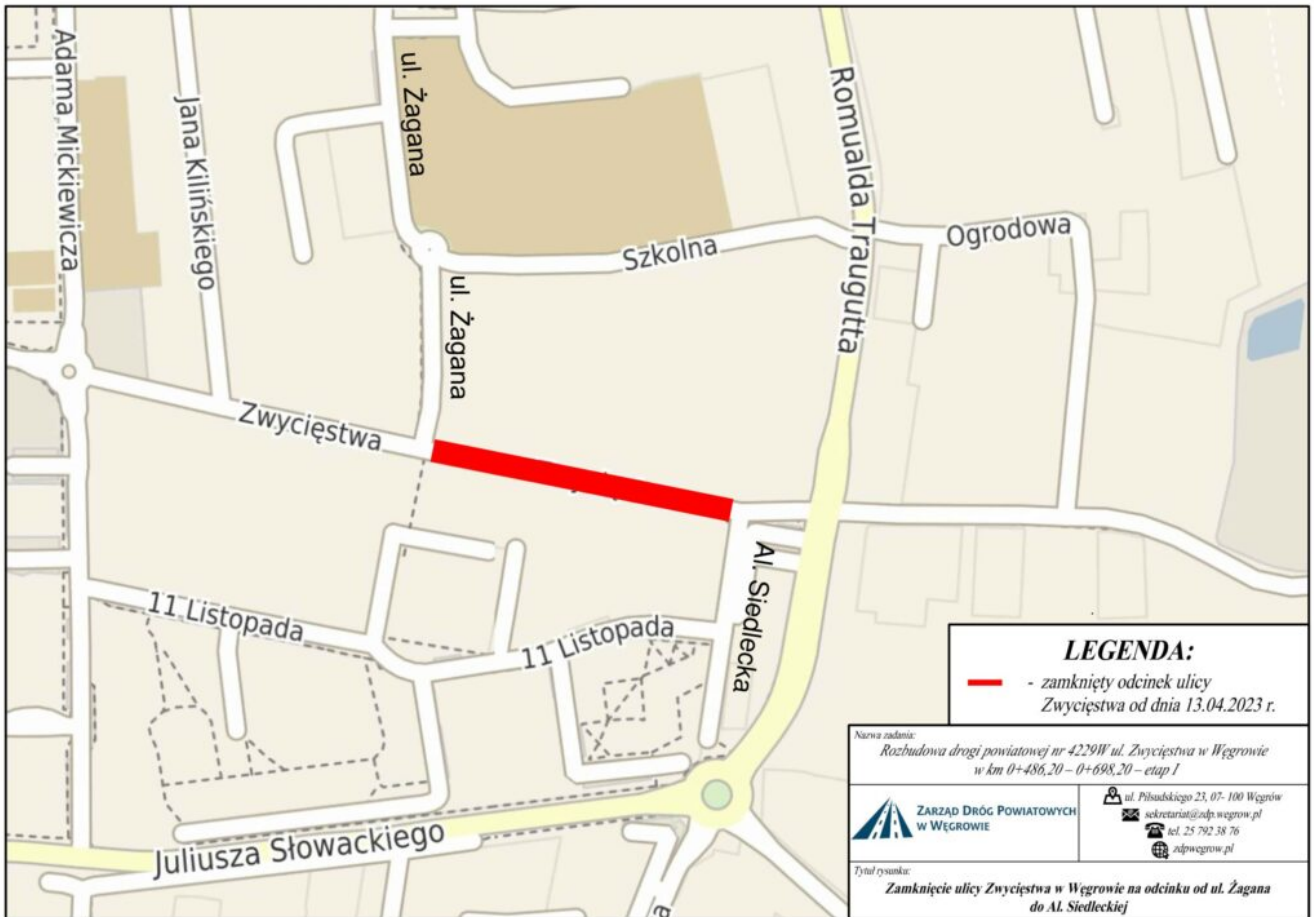 Adama Mickiewicza
Jana Kilińskiego
ul. Żagana
Romualda Traugutta
Szkolna
Ogrodowa
ul. Żagana
Zwycięstwa
11 Listopada
11 Listopada
Al. Siedlecka
Juliusza Słowackiego
LEGENDA:
- zamknięty odcinek ulicy
Zwycięstwa od dnia 13.04.2023 r.
Nazwa zadania:
Rozbudowa drogi powiatowej nr 4229W ul. Zwycięstwa w Węgrowie
w km 0+486,20 – 0+698,20 – etap I
ZARZĄD DRÓG POWIATOWYCH
W WĘGROWIE
ul. Piłsudskiego 23, 07- 100 Węgrów
sekretariat@zdp.wegrow.pl
tel. 25 792 38 76
zdpwegrow.pl
Tytuł rysunku:
Zamknięcie ulicy Zwycięstwa w Węgrowie na odcinku od ul. Żagana
do Al. Siedleckiej